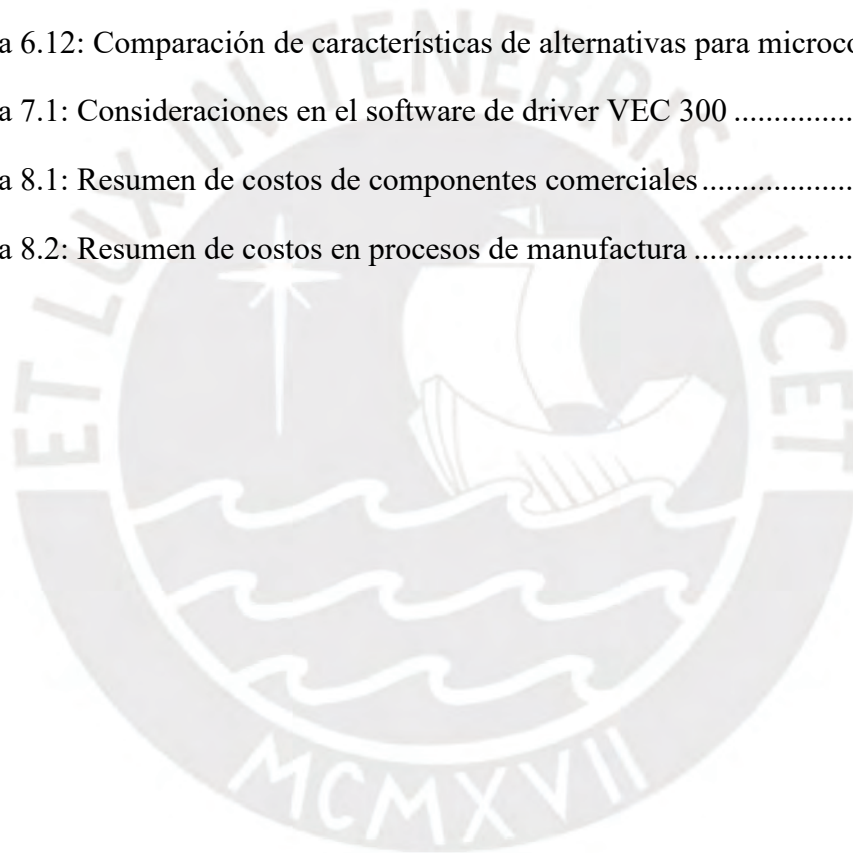 a 6.12: Comparación de características de alternativas para microco
a 7.1: Consideraciones en el software de driver VEC 300 ..............
a 8.1: Resumen de costos de componentes comerciales...................
a 8.2: Resumen de costos en procesos de manufactura ...................
ET LUX IN TENEBRIS LUCET
MCMXVII